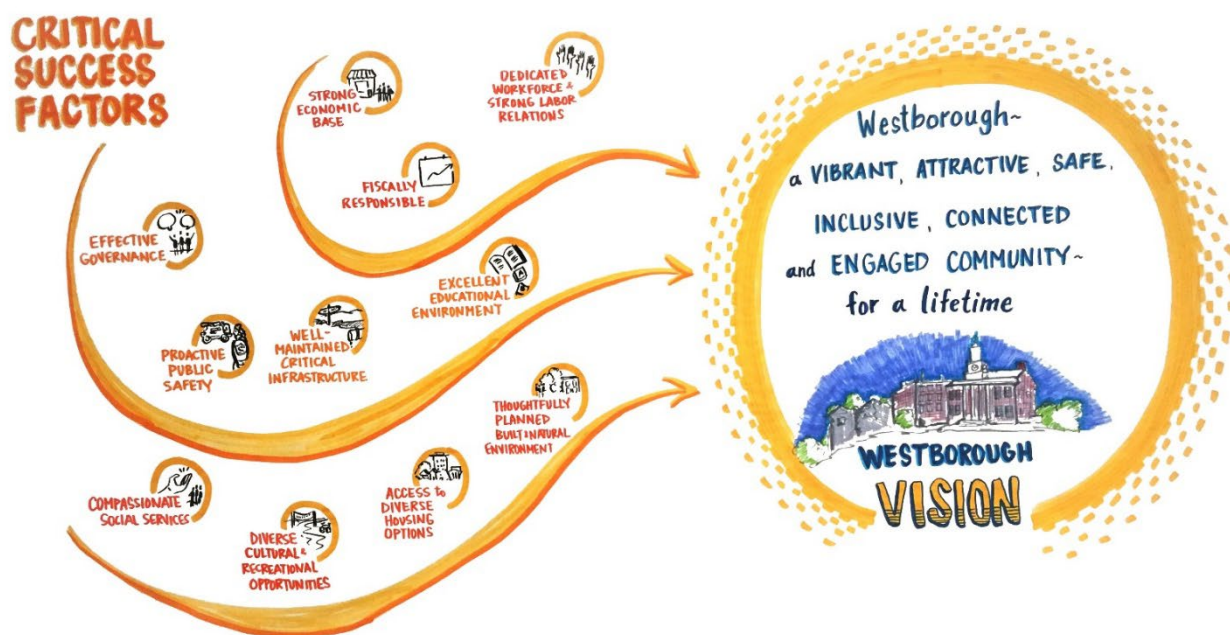 CRITICAL
SUCCESS
FACTORS
STRONG
ECONOMIC
BASE
DEDICATED
WORKFORCE &
STRONG LABOR
RELATIONS
FISCALLY
RESPONSIBLE
EFFECTIVE
GOVERNANCE
PROACTIVE
PUBLIC
SAFETY
WELL-
MAINTAINED
CRITICAL
INFRASTRUCTURE
EXCELLENT
EDUCATIONAL
ENVIRONMENT
COMPASSIONATE
SOCIAL SERVICES
DIVERSE
CULTURAL &
RECREATIONAL
OPPORTUNITIES
ACCESS to
DIVERSE
HOUSING
OPTIONS
THOUGHTFULLY
PLANNED
BUILT & NATURAL
ENVIRONMENT
Westborough~
a VIBRANT, ATTRACTIVE, SAFE,
INCLUSIVE, CONNECTED
and ENGAGED COMMUNITY~
for a lifetime
WESTBOROUGH
VISION